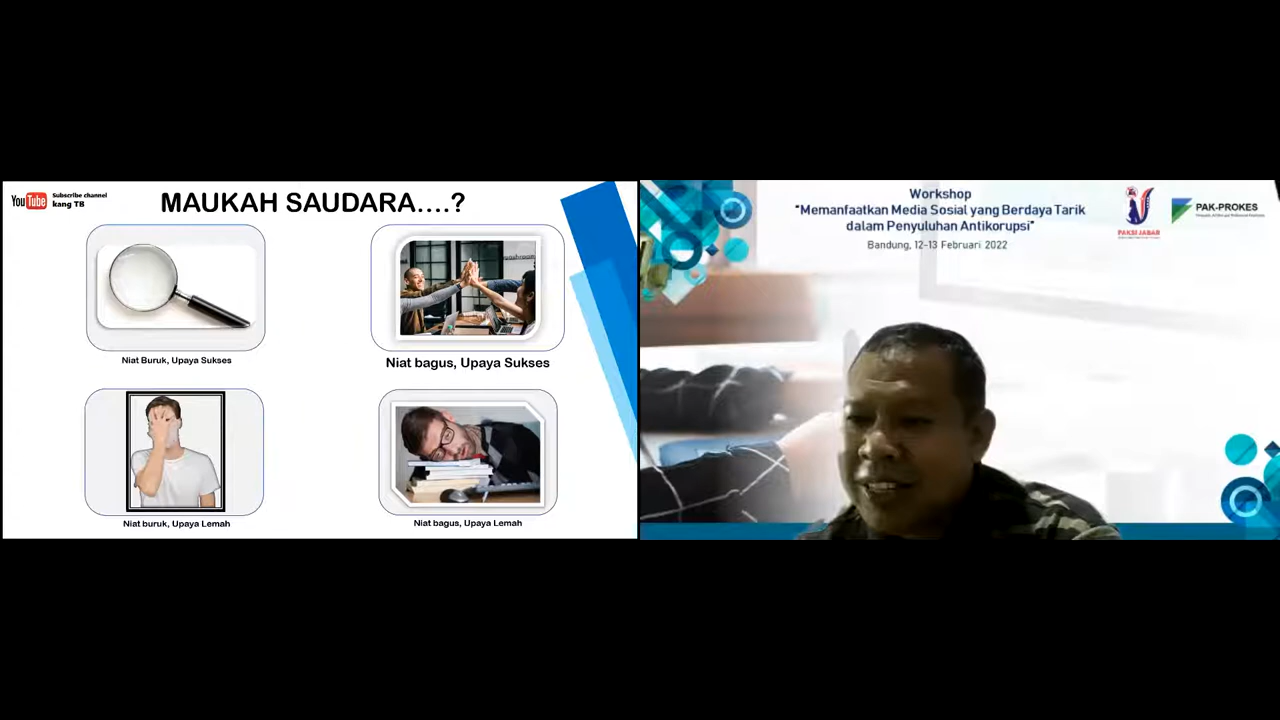 YouTube
Subscribe channel
kang TB
MAUKAH SAUDARA....?
Niat Buruk, Upaya Sukses
Niat bagus, Upaya Sukses
Niat buruk, Upaya Lemah
Niat bagus, Upaya Lemah
Workshop
"Memanfaatkan Media Sosial yang Berdaya Tarik
dalam Penyuluhan Antikorupsi"
Bandung, 12-13 Februari 2022
PAKSI JABAR
PAK-PROKES